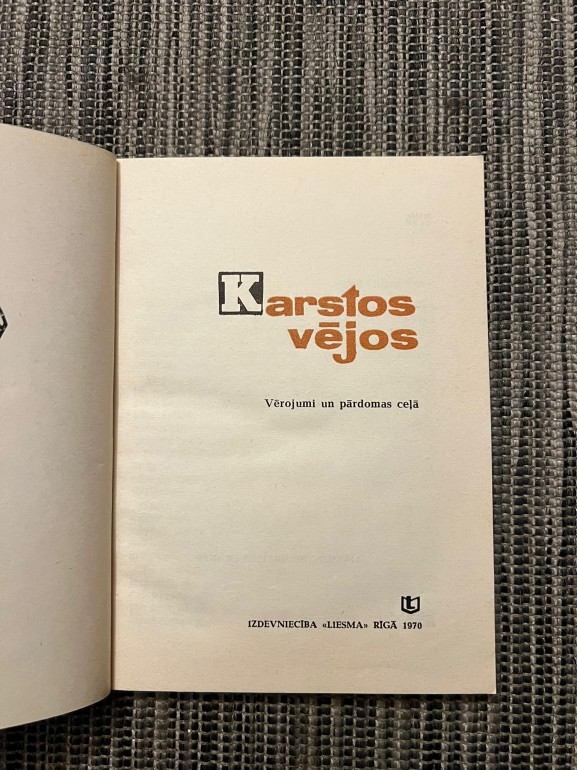 Karstos
vējos
Vērojumi un pārdomas ceļā
IZDEVNIECĪBA «LIESMA» RĪGĀ 1970